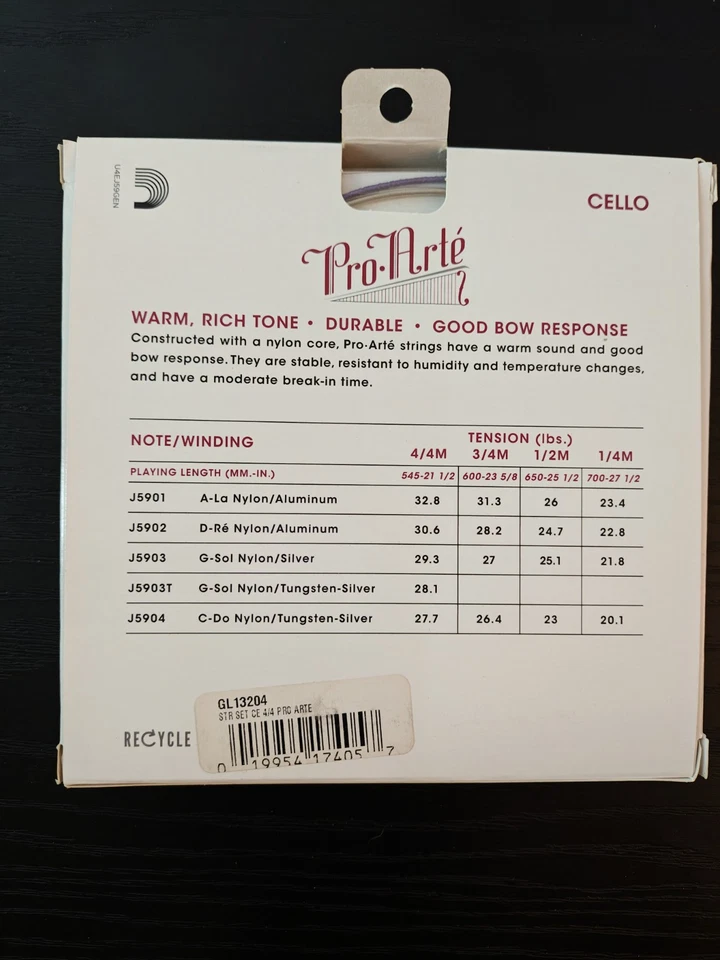 U4EJ59GEN
CELLO
Pro·Arté
WARM, RICH TONE • DURABLE • GOOD BOW RESPONSE
Constructed with a nylon core, Pro·Arté strings have a warm sound and good
bow response. They are stable, resistant to humidity and temperature changes,
and have a moderate break-in time.
NOTE/WINDING TENSION (lbs.)
4/4M 3/4M 1/2M 1/4M
PLAYING LENGTH (MM.-IN.) 545-21 1/2 600-23 5/8 650-25 1/2 700-27 1/2
J5901 A-La Nylon/Aluminum 32.8 31.3 26 23.4
J5902 D-Ré Nylon/Aluminum 30.6 28.2 24.7 22.8
J5903 G-Sol Nylon/Silver 29.3 27 25.1 21.8
J5903T G-Sol Nylon/Tungsten-Silver 28.1
J5904 C-Do Nylon/Tungsten-Silver 27.7 26.4 23 20.1
GL13204
STR SET CE 4/4 PRO ARTE
0 19954 17405 7
RECYCLE